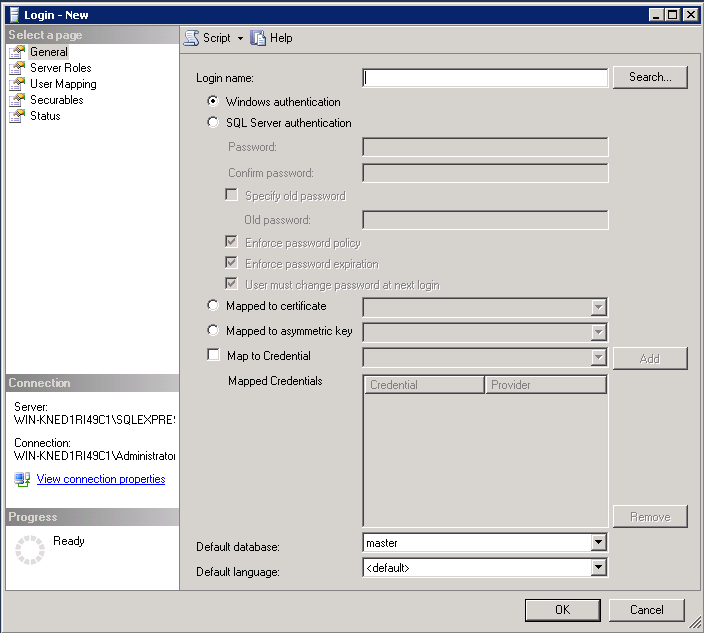 Login - New
Select a page
General
Server Roles
User Mapping
Securables
Status
Script Help
Login name: Search...
Windows authentication
SQL Server authentication
Password:
Confirm password:
Specify old password
Old password:
Enforce password policy
Enforce password expiration
User must change password at next login
Mapped to certificate
Mapped to asymmetric key
Map to Credential Add
Mapped Credentials Credential Provider
Remove
Default database: master
Default language: <default>
Connection
Server:
WIN-KNED1RI49C1\SQLEXPRE
Connection:
WIN-KNED1RI49C1\Administrator
View connection properties
Progress
Ready
OK Cancel